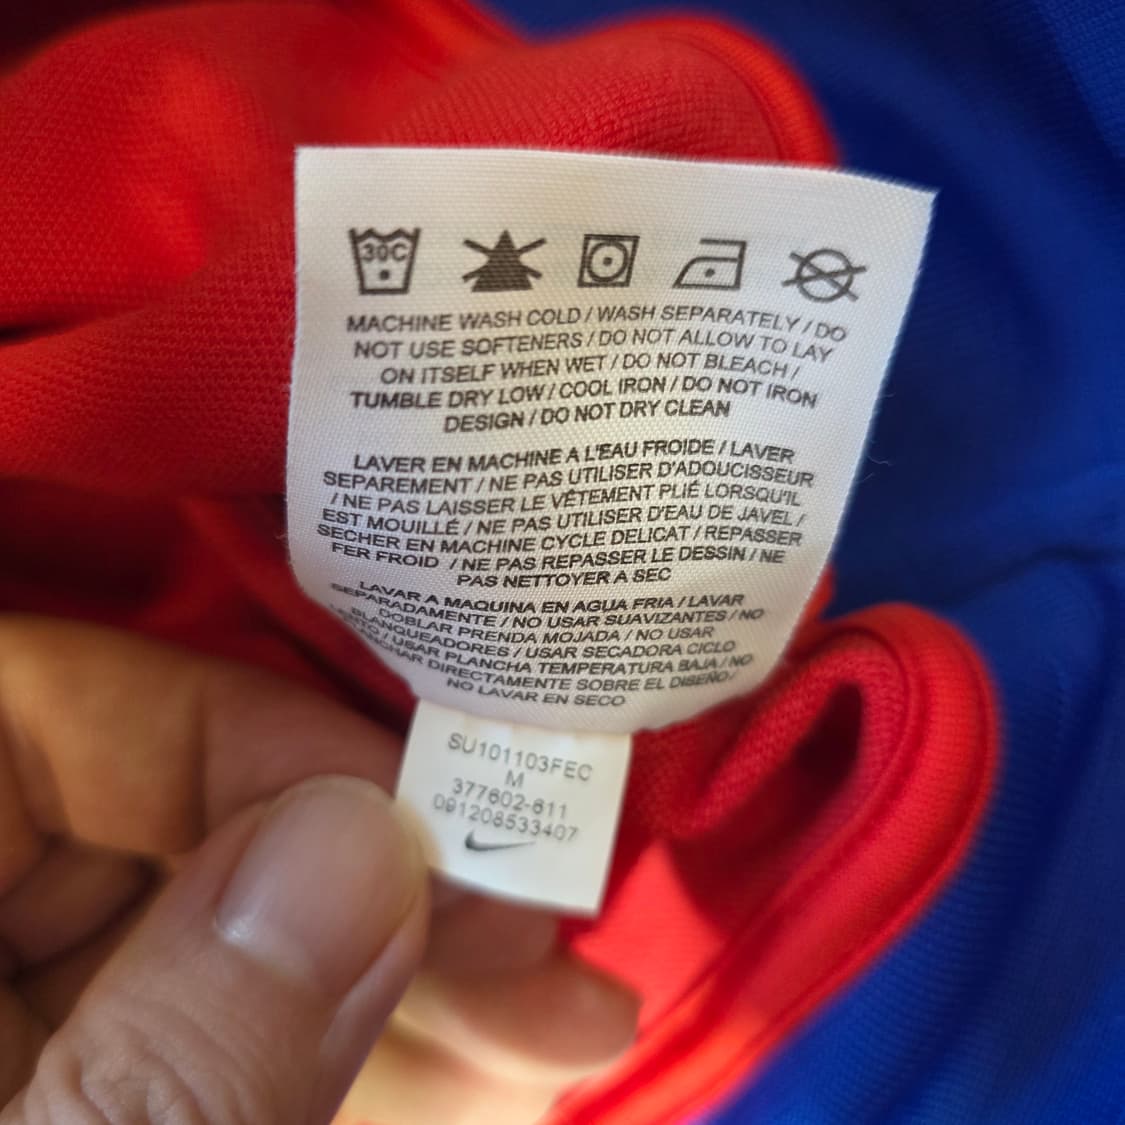 30C
MACHINE WASH COLD / WASH SEPARATELY / DO
NOT USE SOFTENERS / DO NOT ALLOW TO LAY
ON ITSELF WHEN WET / DO NOT BLEACH /
TUMBLE DRY LOW / COOL IRON / DO NOT IRON
DESIGN / DO NOT DRY CLEAN
LAVER EN MACHINE A L'EAU FROIDE / LAVER
SEPAREMENT / NE PAS UTILISER D'ADOUCISSEUR
/ NE PAS LAISSER LE VÊTEMENT PLIÉ LORSQU'IL
EST MOUILLÉ / NE PAS UTILISER D'EAU DE JAVEL /
SECHER EN MACHINE CYCLE DELICAT / REPASSER
FER FROID / NE PAS REPASSER LE DESSIN / NE
PAS NETTOYER A SEC
LAVAR A MAQUINA EN AGUA FRIA / LAVAR
SEPARADAMENTE / NO USAR SUAVIZANTES / NO
DOBLAR PRENDA MOJADA / NO USAR
BLANQUEADORES / USAR SECADORA CICLO
/ USAR PLANCHA TEMPERATURA BAJA / NO
DIRECTAMENTE SOBRE EL DISEÑO /
NO LAVAR EN SECO
SU101103FEC
M
377602-611
091208533407